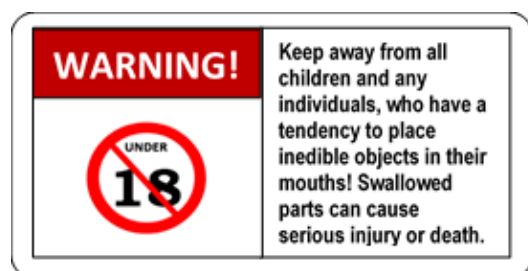 WARNING!
UNDER
18
Keep away from all
children and any
individuals, who have a
tendency to place
inedible objects in their
mouths! Swallowed
parts can cause
serious injury or death.